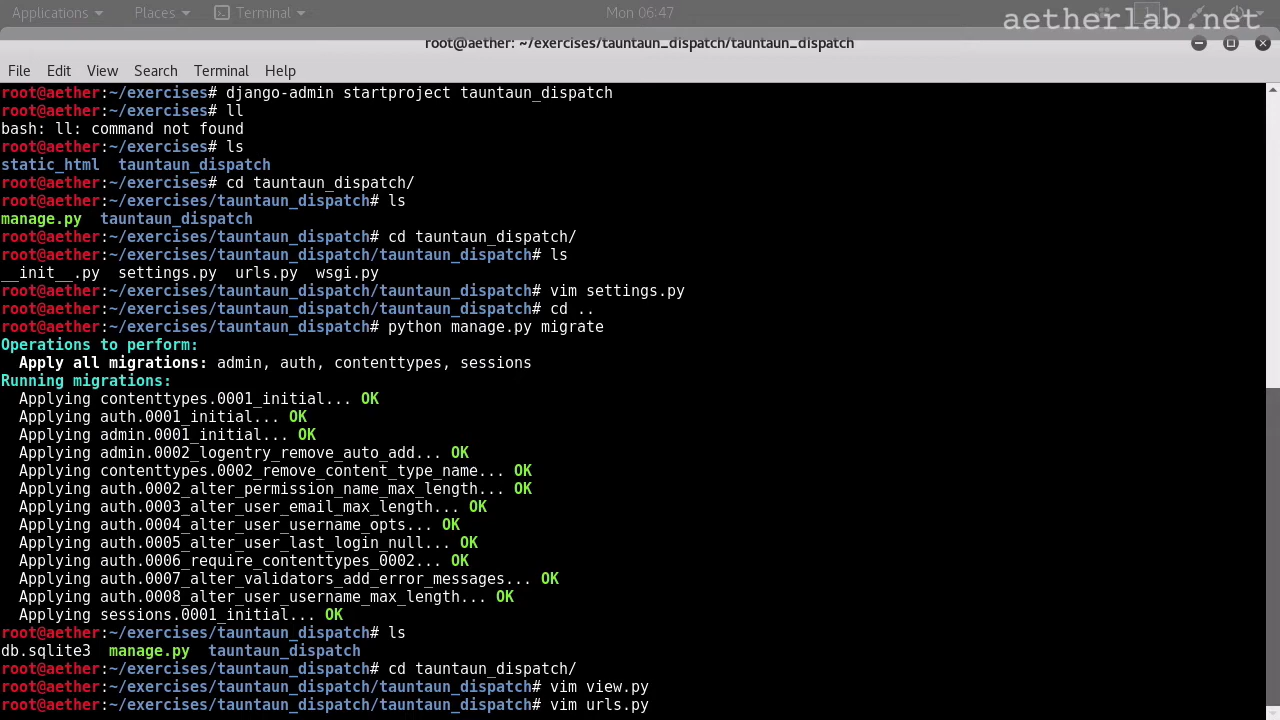 Applications Places Terminal Mon 06:47 1
aetherlab.net
root@aether: ~/exercises/tauntaun_dispatch/tauntaun_dispatch
File Edit View Search Terminal Help
root@aether:~/exercises# django-admin startproject tauntaun_dispatch
root@aether:~/exercises# ll
bash: ll: command not found
root@aether:~/exercises# ls
static_html  tauntaun_dispatch
root@aether:~/exercises# cd tauntaun_dispatch/
root@aether:~/exercises/tauntaun_dispatch# ls
manage.py  tauntaun_dispatch
root@aether:~/exercises/tauntaun_dispatch# cd tauntaun_dispatch/
root@aether:~/exercises/tauntaun_dispatch/tauntaun_dispatch# ls
__init__.py  settings.py  urls.py  wsgi.py
root@aether:~/exercises/tauntaun_dispatch/tauntaun_dispatch# vim settings.py
root@aether:~/exercises/tauntaun_dispatch/tauntaun_dispatch# cd ..
root@aether:~/exercises/tauntaun_dispatch# python manage.py migrate
Operations to perform:
  Apply all migrations: admin, auth, contenttypes, sessions
Running migrations:
  Applying contenttypes.0001_initial... OK
  Applying auth.0001_initial... OK
  Applying admin.0001_initial... OK
  Applying admin.0002_logentry_remove_auto_add... OK
  Applying contenttypes.0002_remove_content_type_name... OK
  Applying auth.0002_alter_permission_name_max_length... OK
  Applying auth.0003_alter_user_email_max_length... OK
  Applying auth.0004_alter_user_username_opts... OK
  Applying auth.0005_alter_user_last_login_null... OK
  Applying auth.0006_require_contenttypes_0002... OK
  Applying auth.0007_alter_validators_add_error_messages... OK
  Applying auth.0008_alter_user_username_max_length... OK
  Applying sessions.0001_initial... OK
root@aether:~/exercises/tauntaun_dispatch# ls
db.sqlite3  manage.py  tauntaun_dispatch
root@aether:~/exercises/tauntaun_dispatch# cd tauntaun_dispatch/
root@aether:~/exercises/tauntaun_dispatch/tauntaun_dispatch# vim view.py
root@aether:~/exercises/tauntaun_dispatch/tauntaun_dispatch# vim urls.py